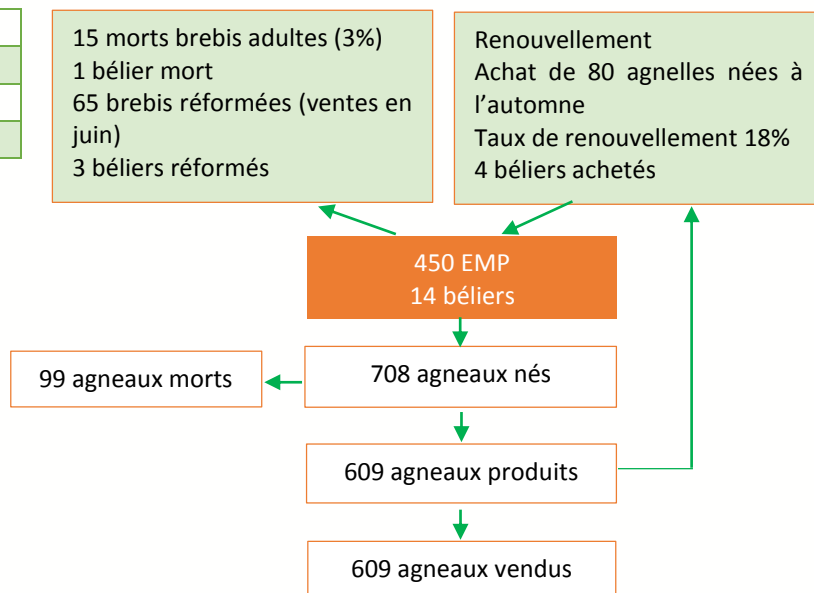 15 morts brebis adultes (3%)
1 bélier mort
65 brebis réformées (ventes en
juin)
3 béliers réformés
Renouvellement
Achat de 80 agnelles nées à
l’automne
Taux de renouvellement 18%
4 béliers achetés
450 EMP
14 béliers
99 agneaux morts
708 agneaux nés
609 agneaux produits
609 agneaux vendus